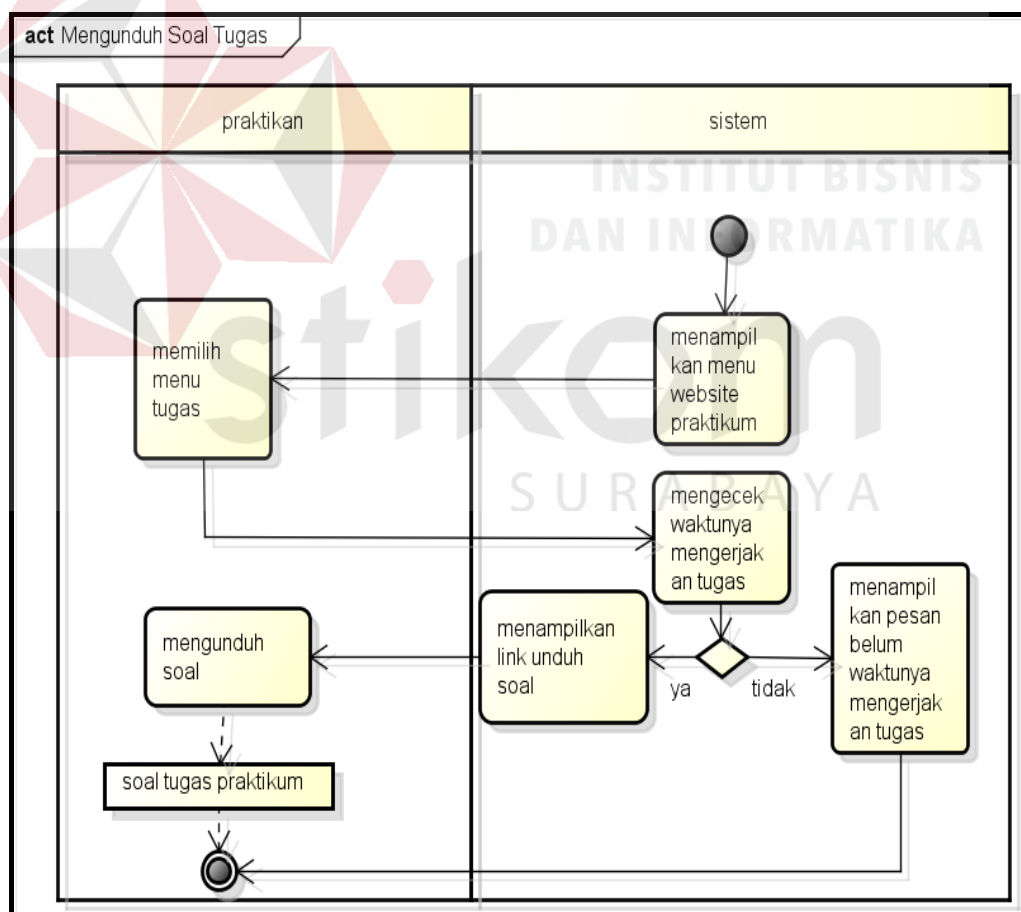 act Mengunduh Soal Tugas
praktikan
sistem
INSTITUT BISNIS
DAN INFORMATIKA
stikom
SURABAYA
menampil
kan menu
website
praktikum
memilih
menu
tugas
mengecek
waktunya
mengerjak
an tugas
ya
tidak
menampilkan
link unduh
soal
menampil
kan pesan
belum
waktunya
mengerjak
an tugas
mengunduh
soal
soal tugas praktikum